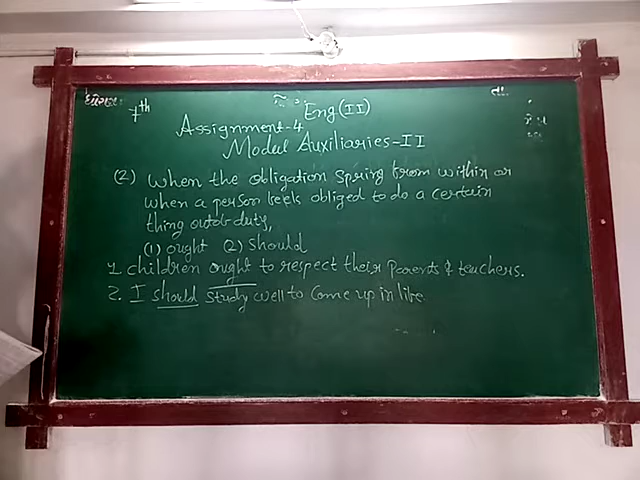 ધોરણ: 7th
તા.
Eng (II)
Assignment-4
Modul Auxiliaries-II
(2) When the obligation spring from within or
when a person feels obliged to do a certain
thing out of duty,
(1) ought (2) should
1. children ought to respect their parents & teachers.
2. I should study well to come up in life.